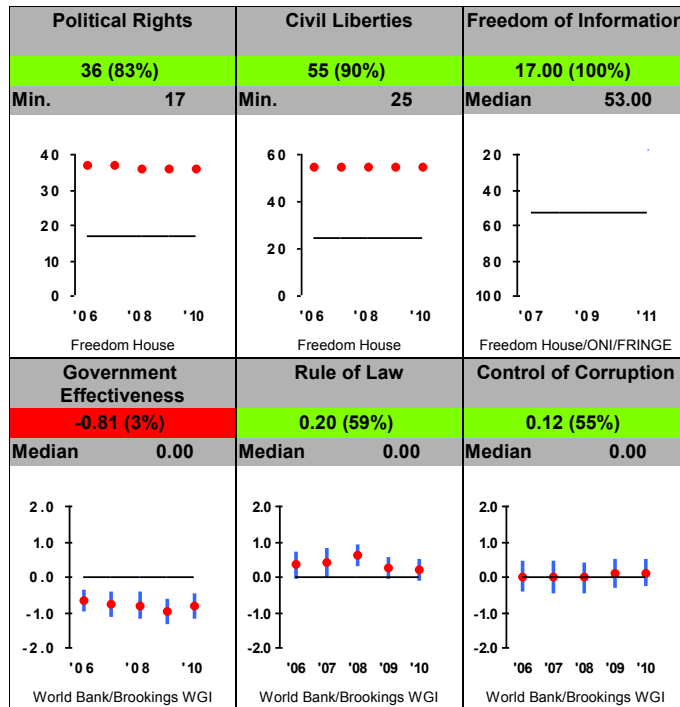 Political Rights
36 (83%)
Min. 17
40
30
20
10
0
'06 '08 '10
Freedom House
Civil Liberties
55 (90%)
Min. 25
60
40
20
0
'06 '08 '10
Freedom House
Freedom of Information
17.00 (100%)
Median 53.00
20
40
60
80
100
'07 '09 '11
Freedom House/ONI/FRINGE
Government
Effectiveness
-0.81 (3%)
Median 0.00
2.0
1.0
0.0
-1.0
-2.0
'06 '08 '10
World Bank/Brookings WGI
Rule of Law
0.20 (59%)
Median 0.00
2.0
1.0
0.0
-1.0
-2.0
'06 '07 '08 '09 '10
World Bank/Brookings WGI
Control of Corruption
0.12 (55%)
Median 0.00
2.0
1.0
0.0
-1.0
-2.0
'06 '07 '08 '09 '10
World Bank/Brookings WGI